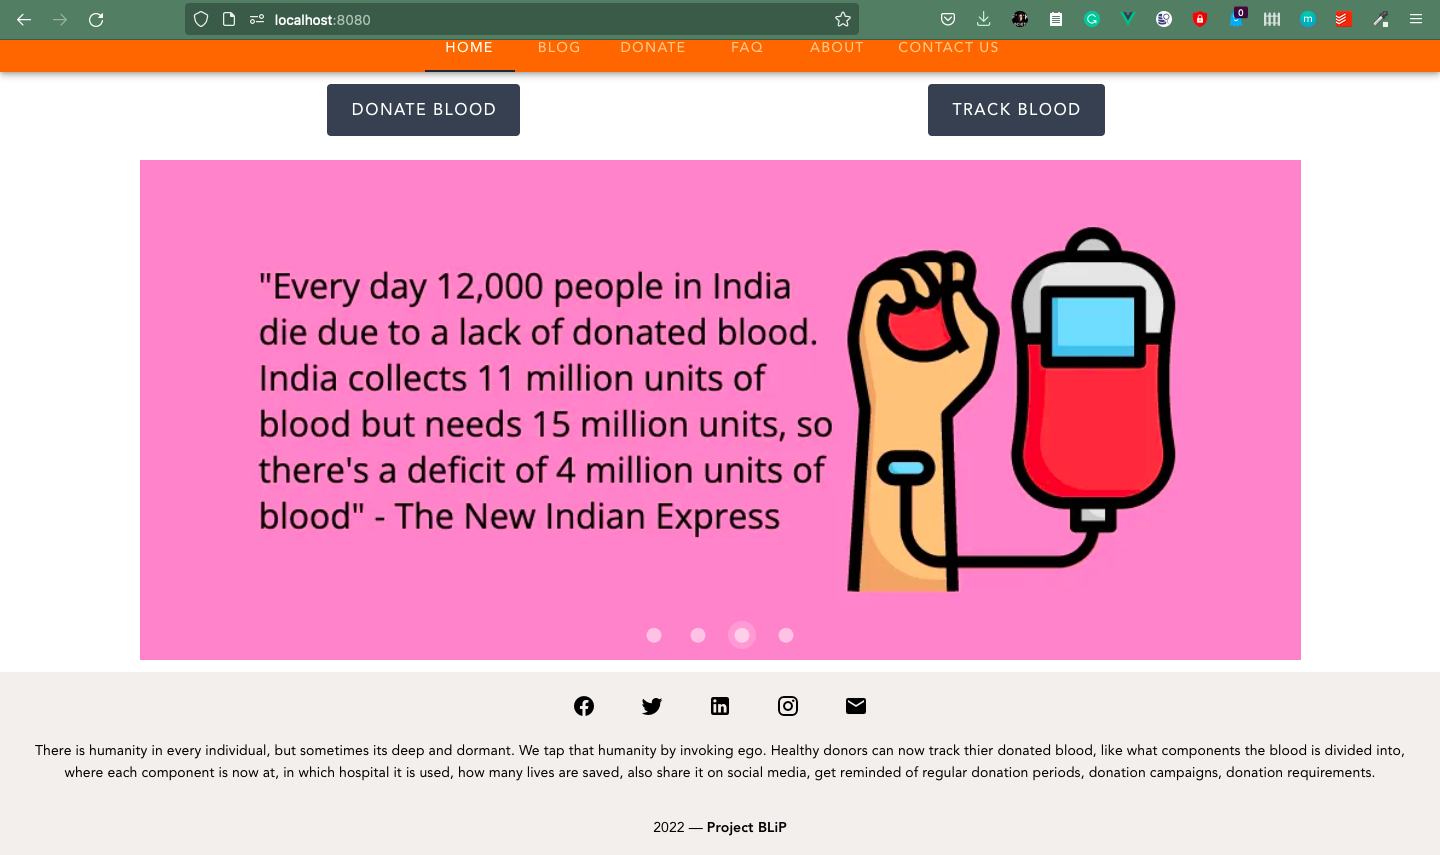 localhost:8080
0
HOME BLOG DONATE FAQ ABOUT CONTACT US
DONATE BLOOD TRACK BLOOD
"Every day 12,000 people in India
die due to a lack of donated blood.
India collects 11 million units of
blood but needs 15 million units, so
there's a deficit of 4 million units of
blood" - The New Indian Express
There is humanity in every individual, but sometimes its deep and dormant. We tap that humanity by invoking ego. Healthy donors can now track thier donated blood, like what components the blood is divided into,
where each component is now at, in which hospital it is used, how many lives are saved, also share it on social media, get reminded of regular donation periods, donation campaigns, donation requirements.
2022 — Project BLiP